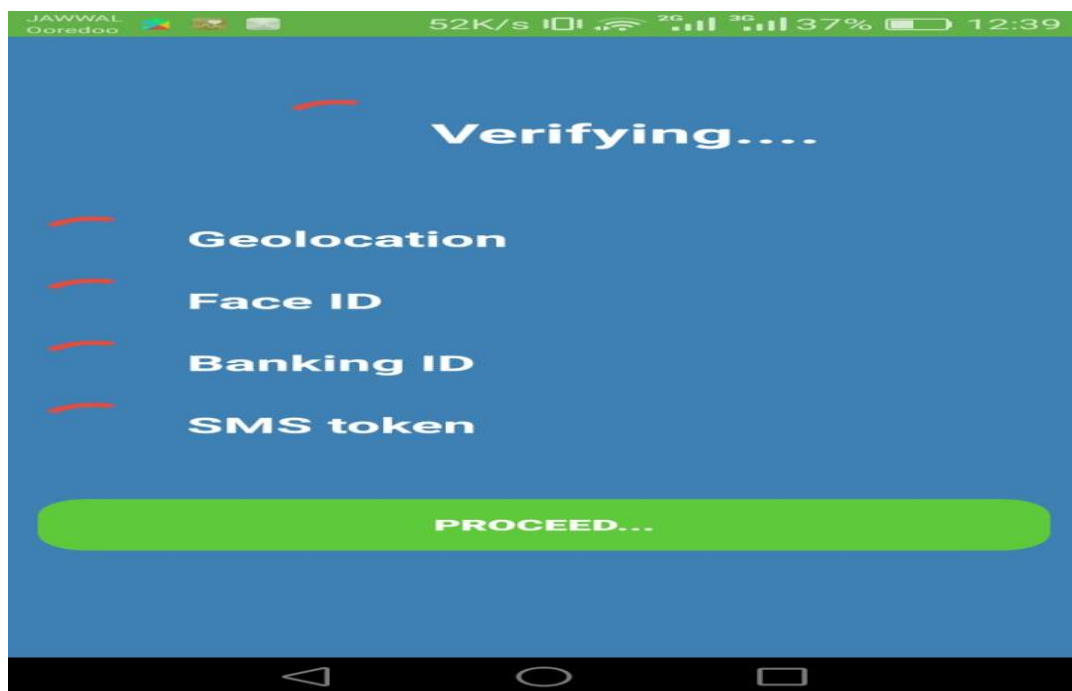 JAWWAL
Ooredoo
52K/s 2G 3G 37% 12:39
Verifying....
Geolocation
Face ID
Banking ID
SMS token
PROCEED...